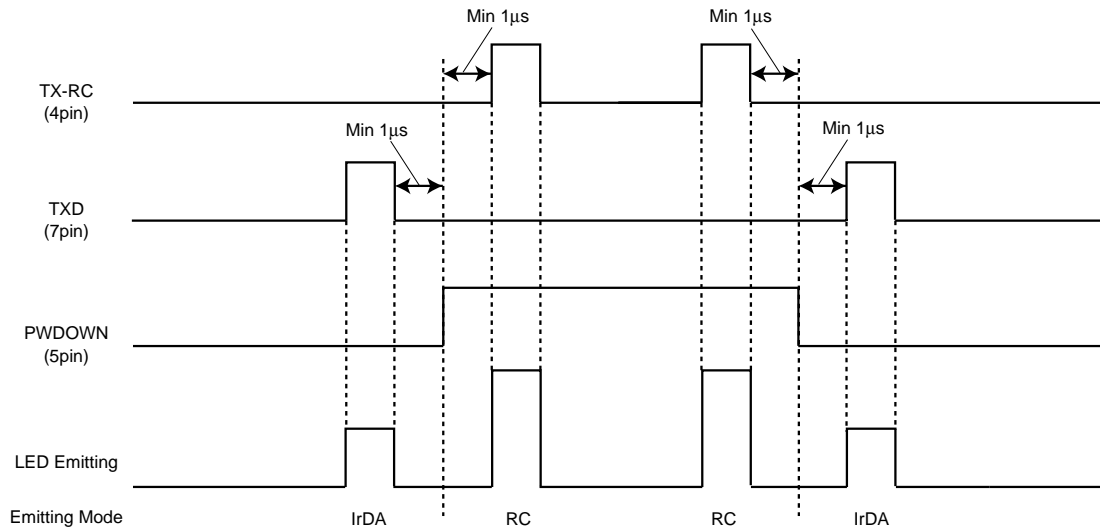 Min 1μs
Min 1μs
TX-RC
(4pin)
Min 1μs
Min 1μs
TXD
(7pin)
PWDOWN
(5pin)
LED Emitting
Emitting Mode
IrDA
RC
RC
IrDA